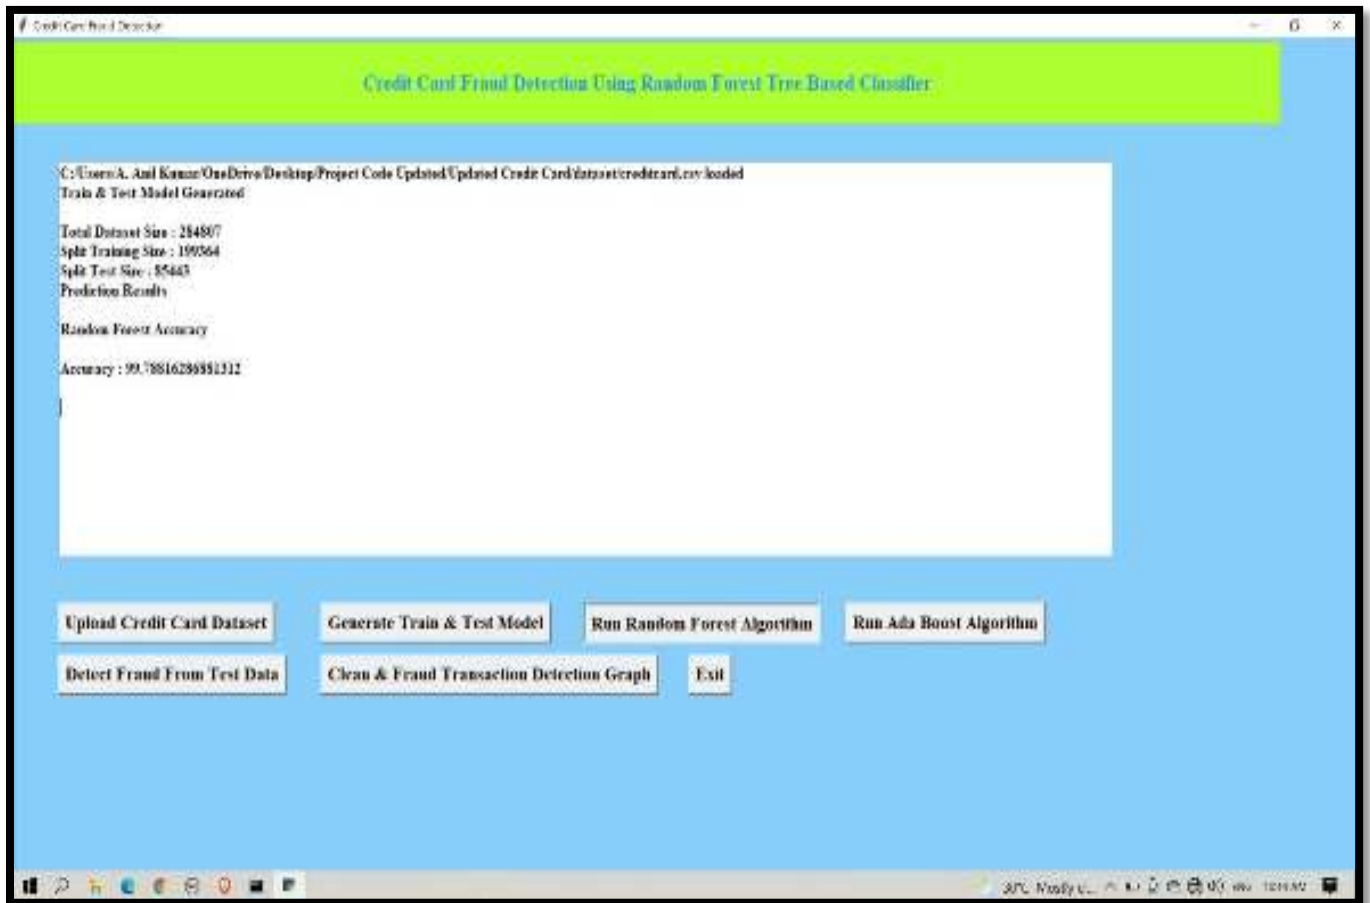 Credit Card Fraud Detection
Credit Card Fraud Detection Using Random Forest Tree Based Classifier
C:/Users/A. Anil Kumar/OneDrive/Desktop/Project Code Updated/Updated Credit Card/dataset/creditcard.csv loaded
Train & Test Model Generated
Total Dataset Size : 284807
Split Training Size : 199364
Split Test Size : 85443
Prediction Results
Random Forest Accuracy
Accuracy : 99.78816286881312
Upload Credit Card Dataset
Generate Train & Test Model
Run Random Forest Algorithm
Run Ada Boost Algorithm
Detect Fraud From Test Data
Clean & Fraud Transaction Detection Graph
Exit
30°C Mostly